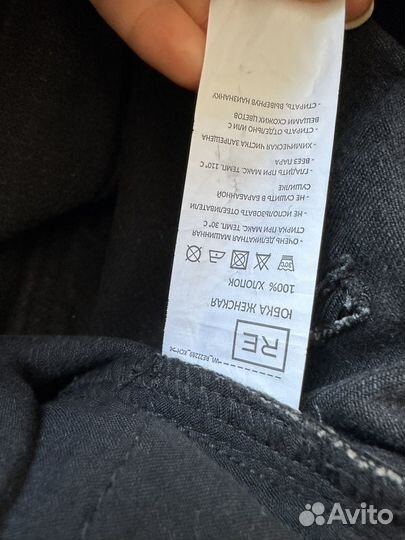 RE
ЮБКА ЖЕНСКАЯ
100% ХЛОПОК
30°C
- ОЧЕНЬ ДЕЛИКАТНАЯ МАШИННАЯ
СТИРКА ПРИ МАКС. ТЕМП. 30°C
- НЕ ИСПОЛЬЗОВАТЬ ОТБЕЛИВАТЕЛИ
- НЕ СУШИТЬ В БАРАБАННОЙ
СУШИЛКЕ
- ГЛАДИТЬ ПРИ МАКС. ТЕМП. 110°C
- БЕЗ ПАРА
- ХИМИЧЕСКАЯ ЧИСТКА ЗАПРЕЩЕНА
- СТИРАТЬ ОТДЕЛЬНО ИЛИ С
ВЕЩАМИ СХОЖИХ ЦВЕТОВ
- СТИРАТЬ, ВЫВЕРНУВ НАИЗНАНКУ
Avito